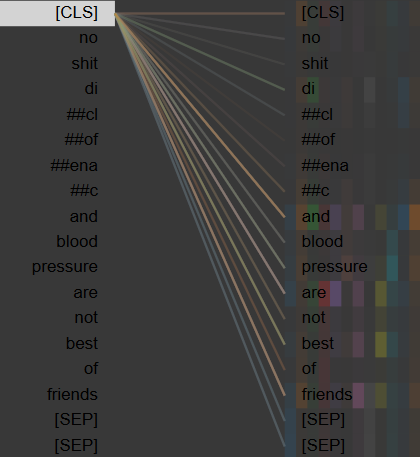 [CLS] [CLS]
no no
shit shit
di di
##cl ##cl
##of ##of
##ena ##ena
##c ##c
and and
blood blood
pressure pressure
are are
not not
best best
of of
friends friends
[SEP] [SEP]
[SEP] [SEP]